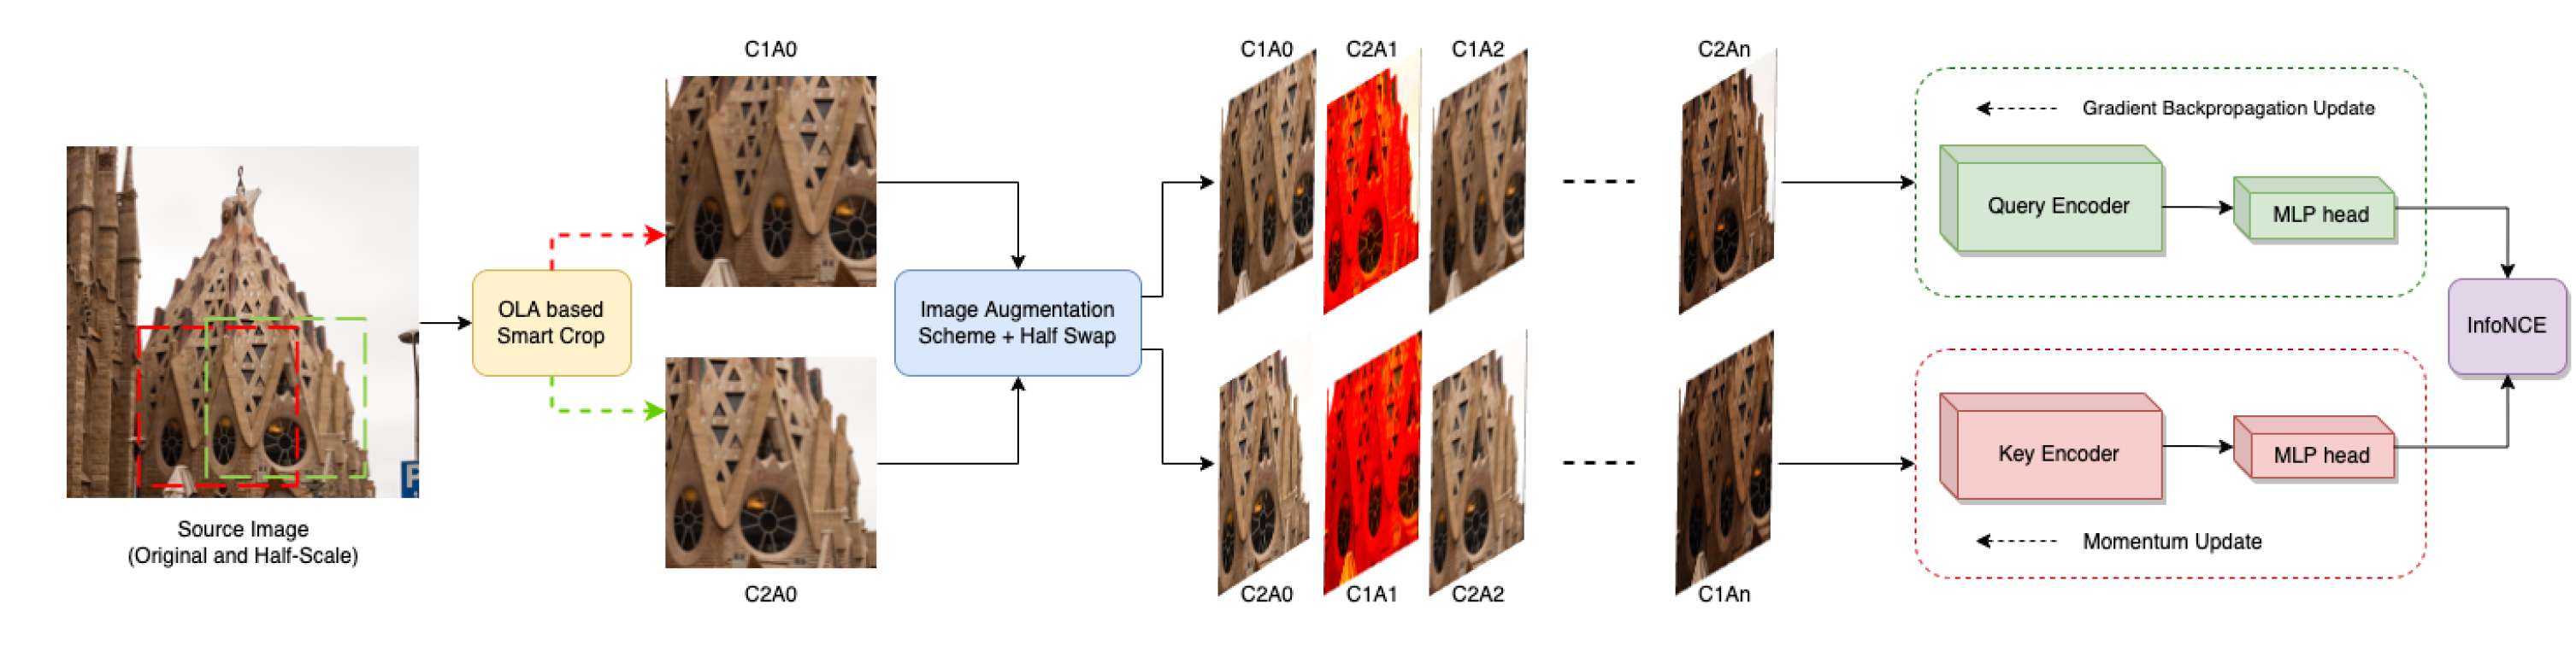 Source Image
(Original and Half-Scale)
OLA based
Smart Crop
C1A0
C2A0
Image Augmentation
Scheme + Half Swap
C1A0
C2A1
C1A2
C2An
C2A0
C1A1
C2A2
C1An
Gradient Backpropagation Update
Query Encoder
MLP head
Key Encoder
MLP head
Momentum Update
InfoNCE
P